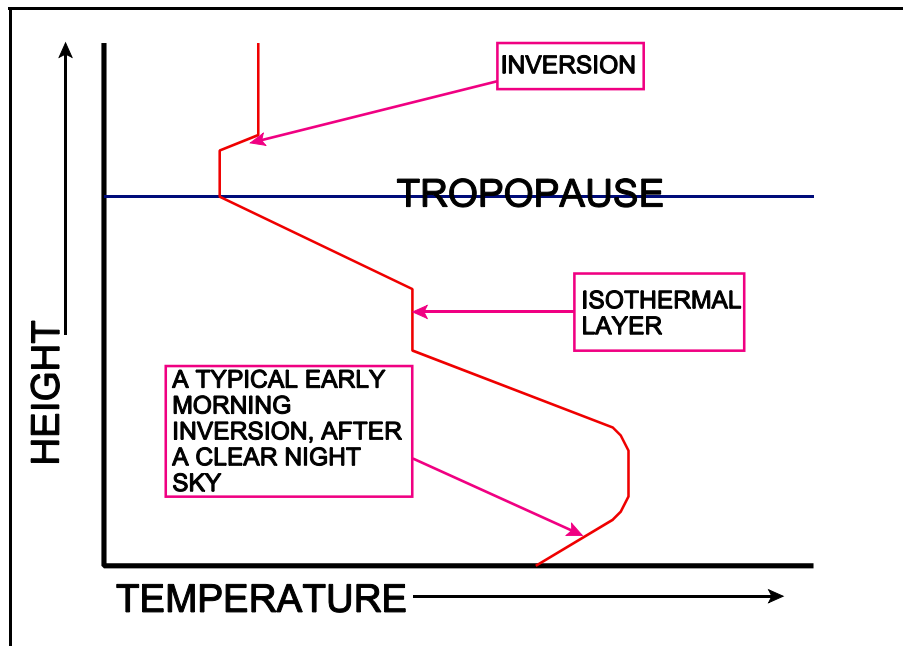 INVERSION
TROPOPAUSE
ISOTHERMAL
LAYER
HEIGHT
A TYPICAL EARLY
MORNING
INVERSION, AFTER
A CLEAR NIGHT
SKY
TEMPERATURE